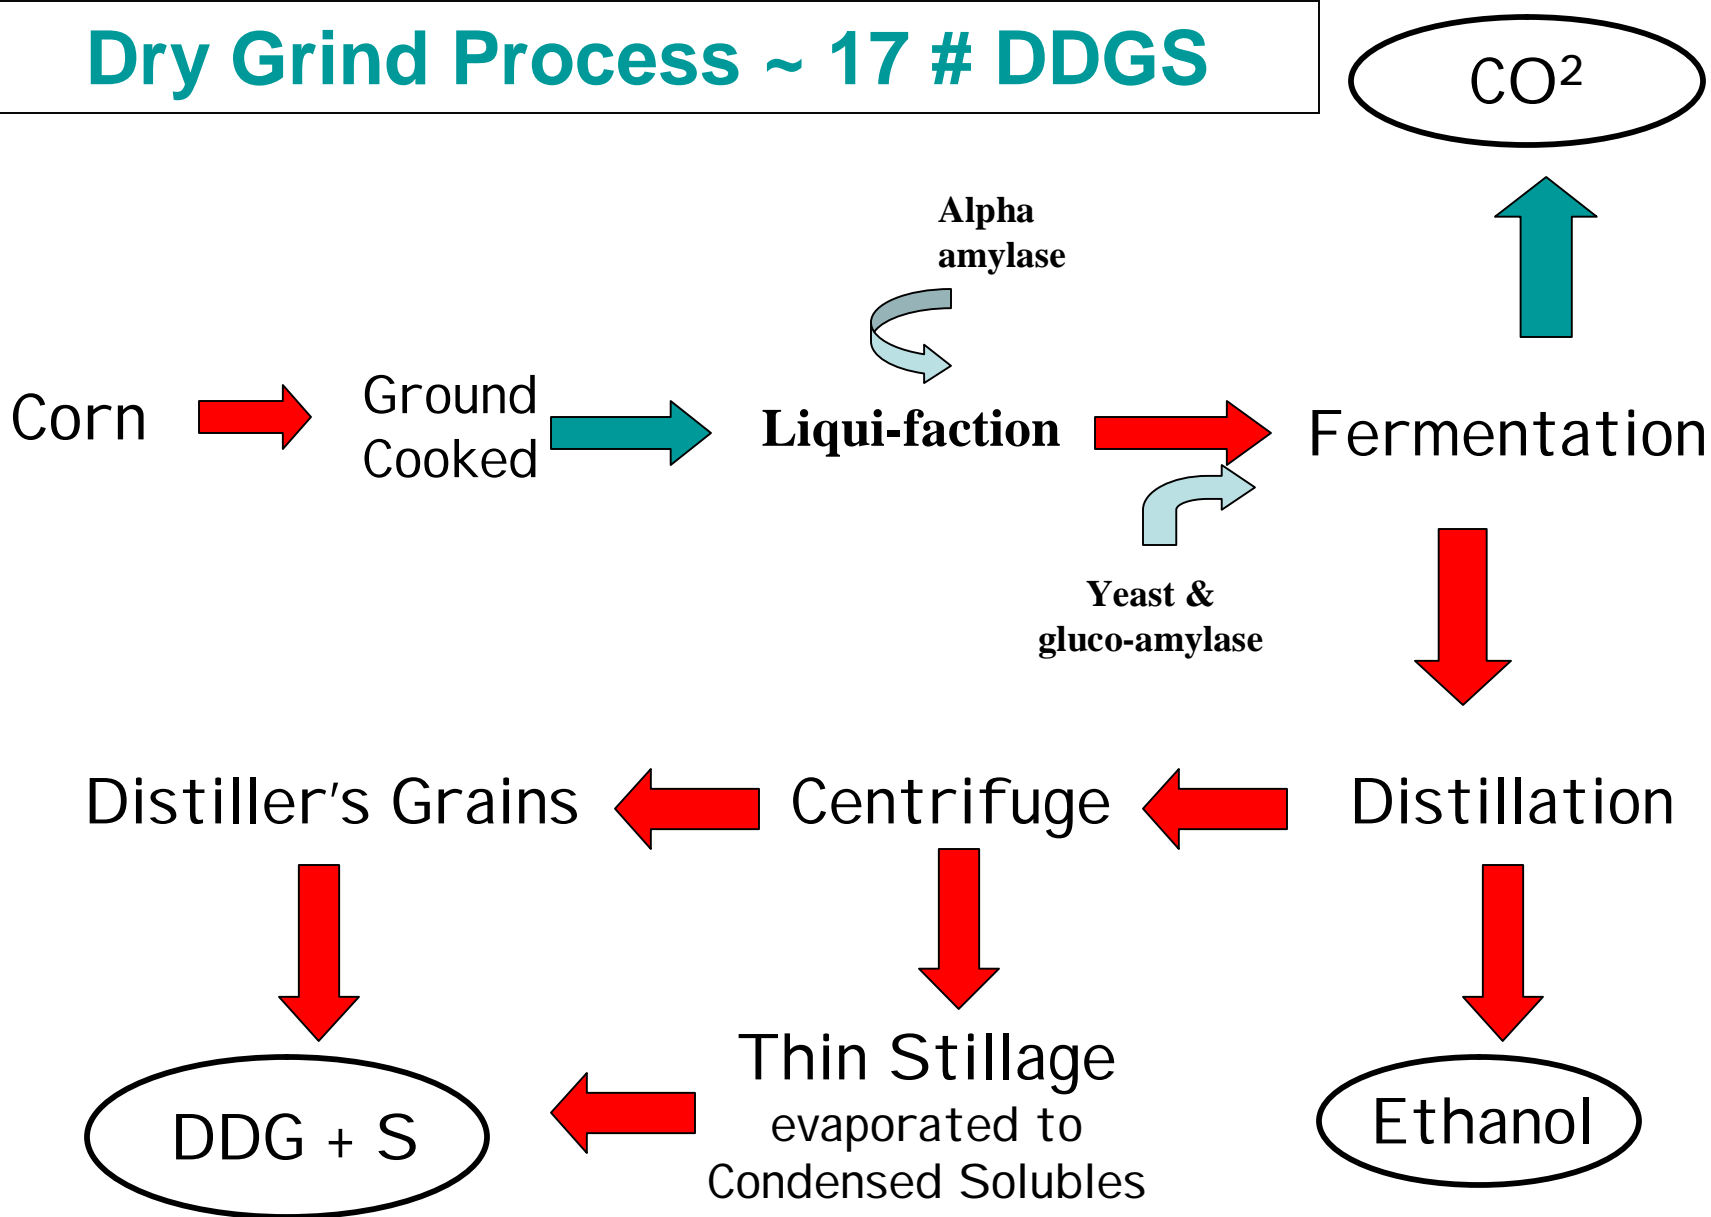 Dry Grind Process ~ 17 # DDGS
CO²
Alpha
amylase
Corn
Ground
Cooked
Liqui-faction
Fermentation
Yeast &
gluco-amylase
Distiller's Grains
Centrifuge
Distillation
Thin Stillage
evaporated to
Condensed Solubles
DDG + S
Ethanol